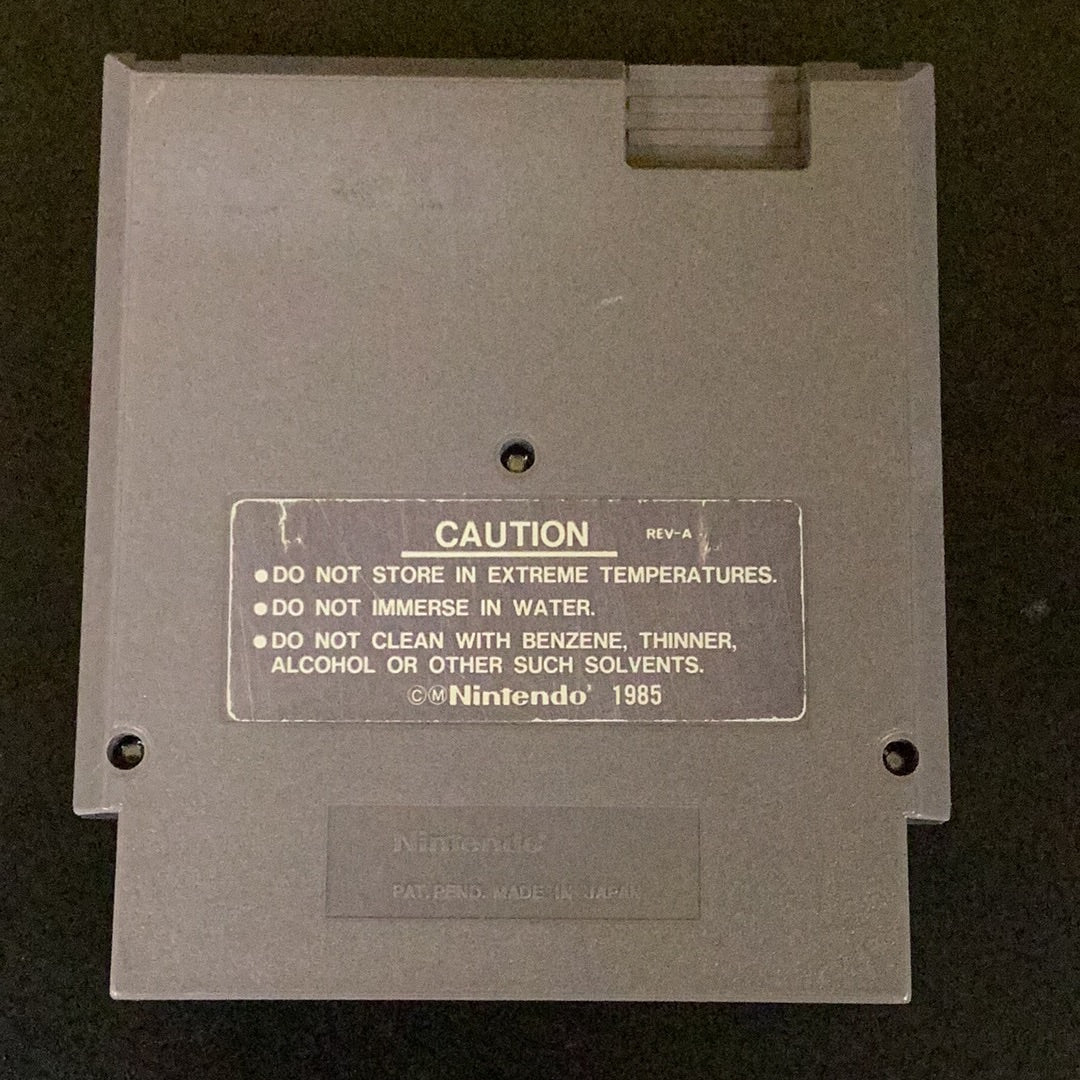 CAUTION REV-A
●DO NOT STORE IN EXTREME TEMPERATURES.
●DO NOT IMMERSE IN WATER.
●DO NOT CLEAN WITH BENZENE, THINNER,
ALCOHOL OR OTHER SUCH SOLVENTS.
©ⓂNintendo® 1985
Nintendo®
PAT. PEND. MADE IN JAPAN